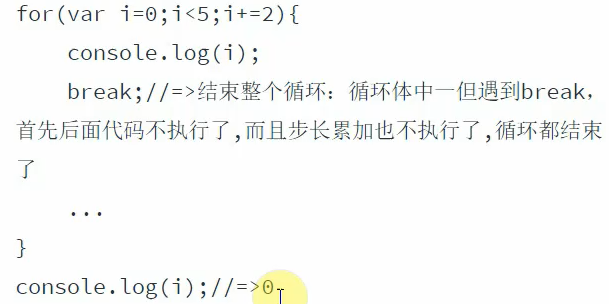 for(var i=0;i<5;i+=2){
console.log(i);
break;//=>结束整个循环：循环体中一但遇到break，
首先后面代码不执行了,而且步长累加也不执行了,循环都结束
了
...
}
console.log(i);//=>0